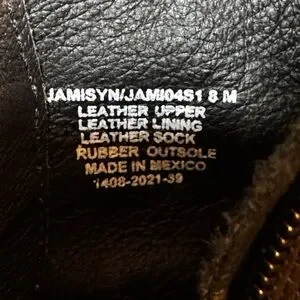 JAMISYN/JAMI04S1 8 M
LEATHER UPPER
LEATHER LINING
LEATHER SOCK
RUBBER OUTSOLE
MADE IN MEXICO
1408-2021-39